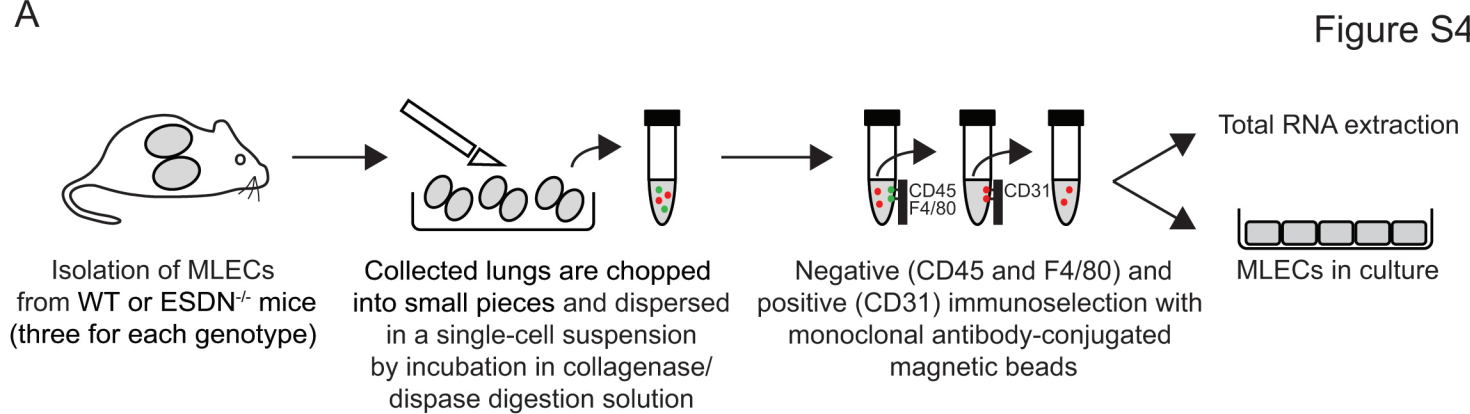 A
Figure S4
Isolation of MLECs
from WT or ESDN-/- mice
(three for each genotype)
Collected lungs are chopped
into small pieces and dispersed
in a single-cell suspension
by incubation in collagenase/
dispase digestion solution
CD45
F4/80
CD31
Negative (CD45 and F4/80) and
positive (CD31) immunoselection with
monoclonal antibody-conjugated
magnetic beads
Total RNA extraction
MLECs in culture